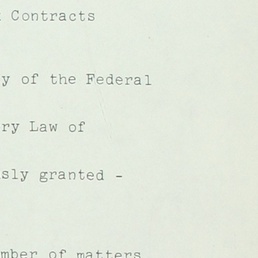 Contracts
y of the Federal
ry Law of
sly granted -
mber of matters